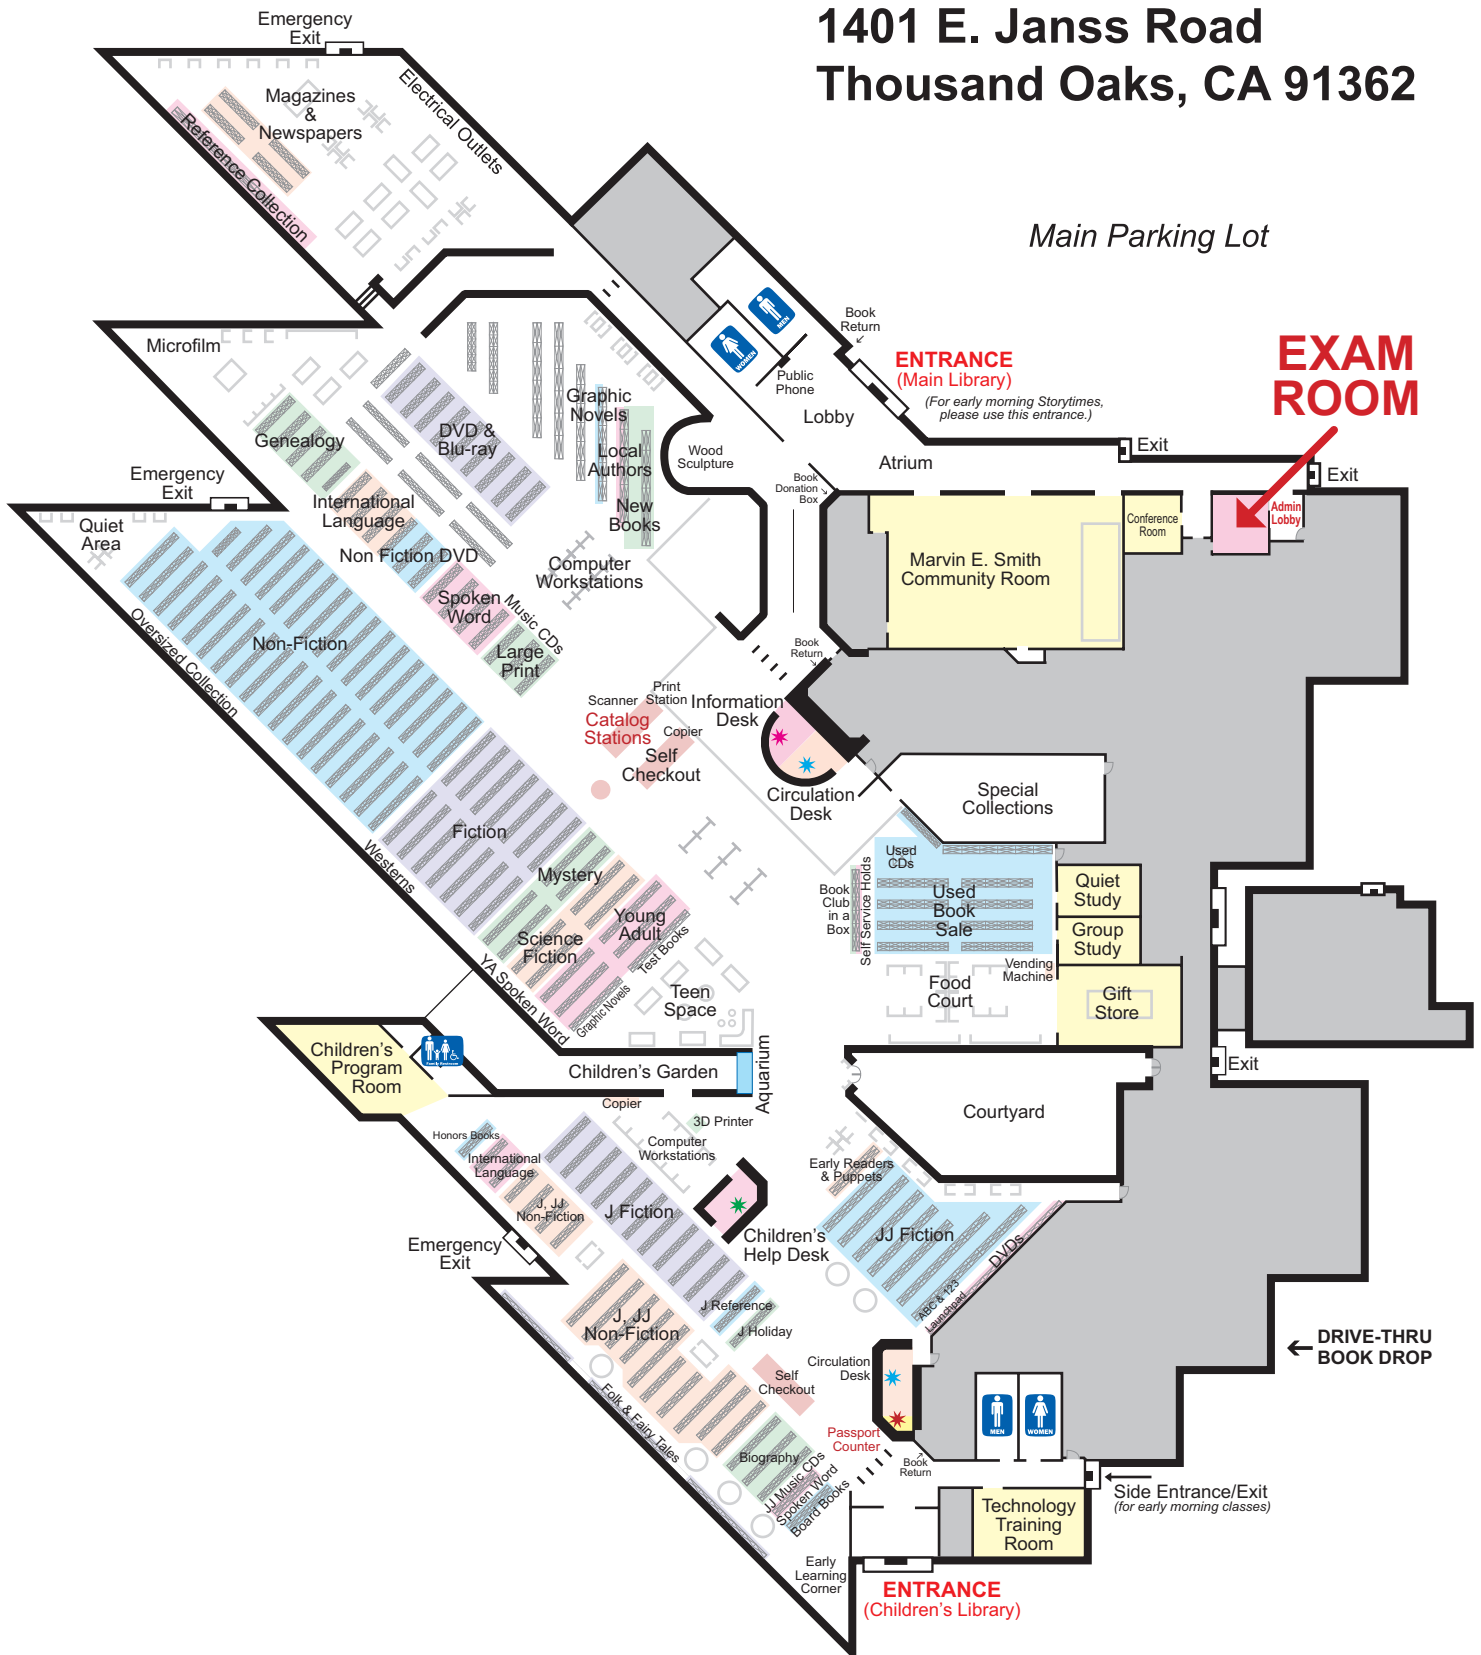 1401 E. Janss Road
Thousand Oaks, CA 91362
Emergency
Exit
Electrical Outlets
Magazines
&
Newspapers
Reference Collection
Main Parking Lot
MEN
WOMEN
Book
Return
Public
Phone
ENTRANCE
(Main Library)
(For early morning Storytimes,
please use this entrance.)
Lobby
Atrium
Exit
Exit
EXAM
ROOM
Admin
Lobby
Conference
Room
Marvin E. Smith
Community Room
Book
Donation
Box
Wood
Sculpture
Microfilm
Genealogy
DVD &
Blu-ray
Graphic
Novels
Local
Authors
New
Books
International
Language
Non Fiction DVD
Computer
Workstations
Emergency
Exit
Quiet
Area
Spoken
Word
Music CDs
Large
Print
Non-Fiction
Oversized Collection
Book
Return
Print
Station
Scanner
Catalog
Stations
Copier
Self
Checkout
Information
Desk
Circulation
Desk
Special
Collections
Fiction
Westerns
Mystery
Science
Fiction
Young
Adult
Test Books
Graphic Novels
YA Spoken Word
Teen
Space
Used
CDs
Used
Book
Sale
Book
Club
in a
Box
Self Service Holds
Quiet
Study
Group
Study
Vending
Machine
Food
Court
Gift
Store
Exit
Children's
Program
Room
Family Restroom
Children's Garden
Aquarium
Courtyard
Copier
3D Printer
Computer
Workstations
Honors Books
International
Language
J, JJ
Non-Fiction
J Fiction
Early Readers
& Puppets
JJ Fiction
DVDs
ABC & 123
Launchpad
Children's
Help Desk
Emergency
Exit
J Reference
J Holiday
J, JJ
Non-Fiction
Folk & Fairy Tales
Self
Checkout
Circulation
Desk
Passport
Counter
Book
Return
MEN
WOMEN
DRIVE-THRU
BOOK DROP
Biography
JJ Music CDs
Spoken Word
Board Books
Side Entrance/Exit
(for early morning classes)
Technology
Training
Room
Early
Learning
Corner
ENTRANCE
(Children's Library)